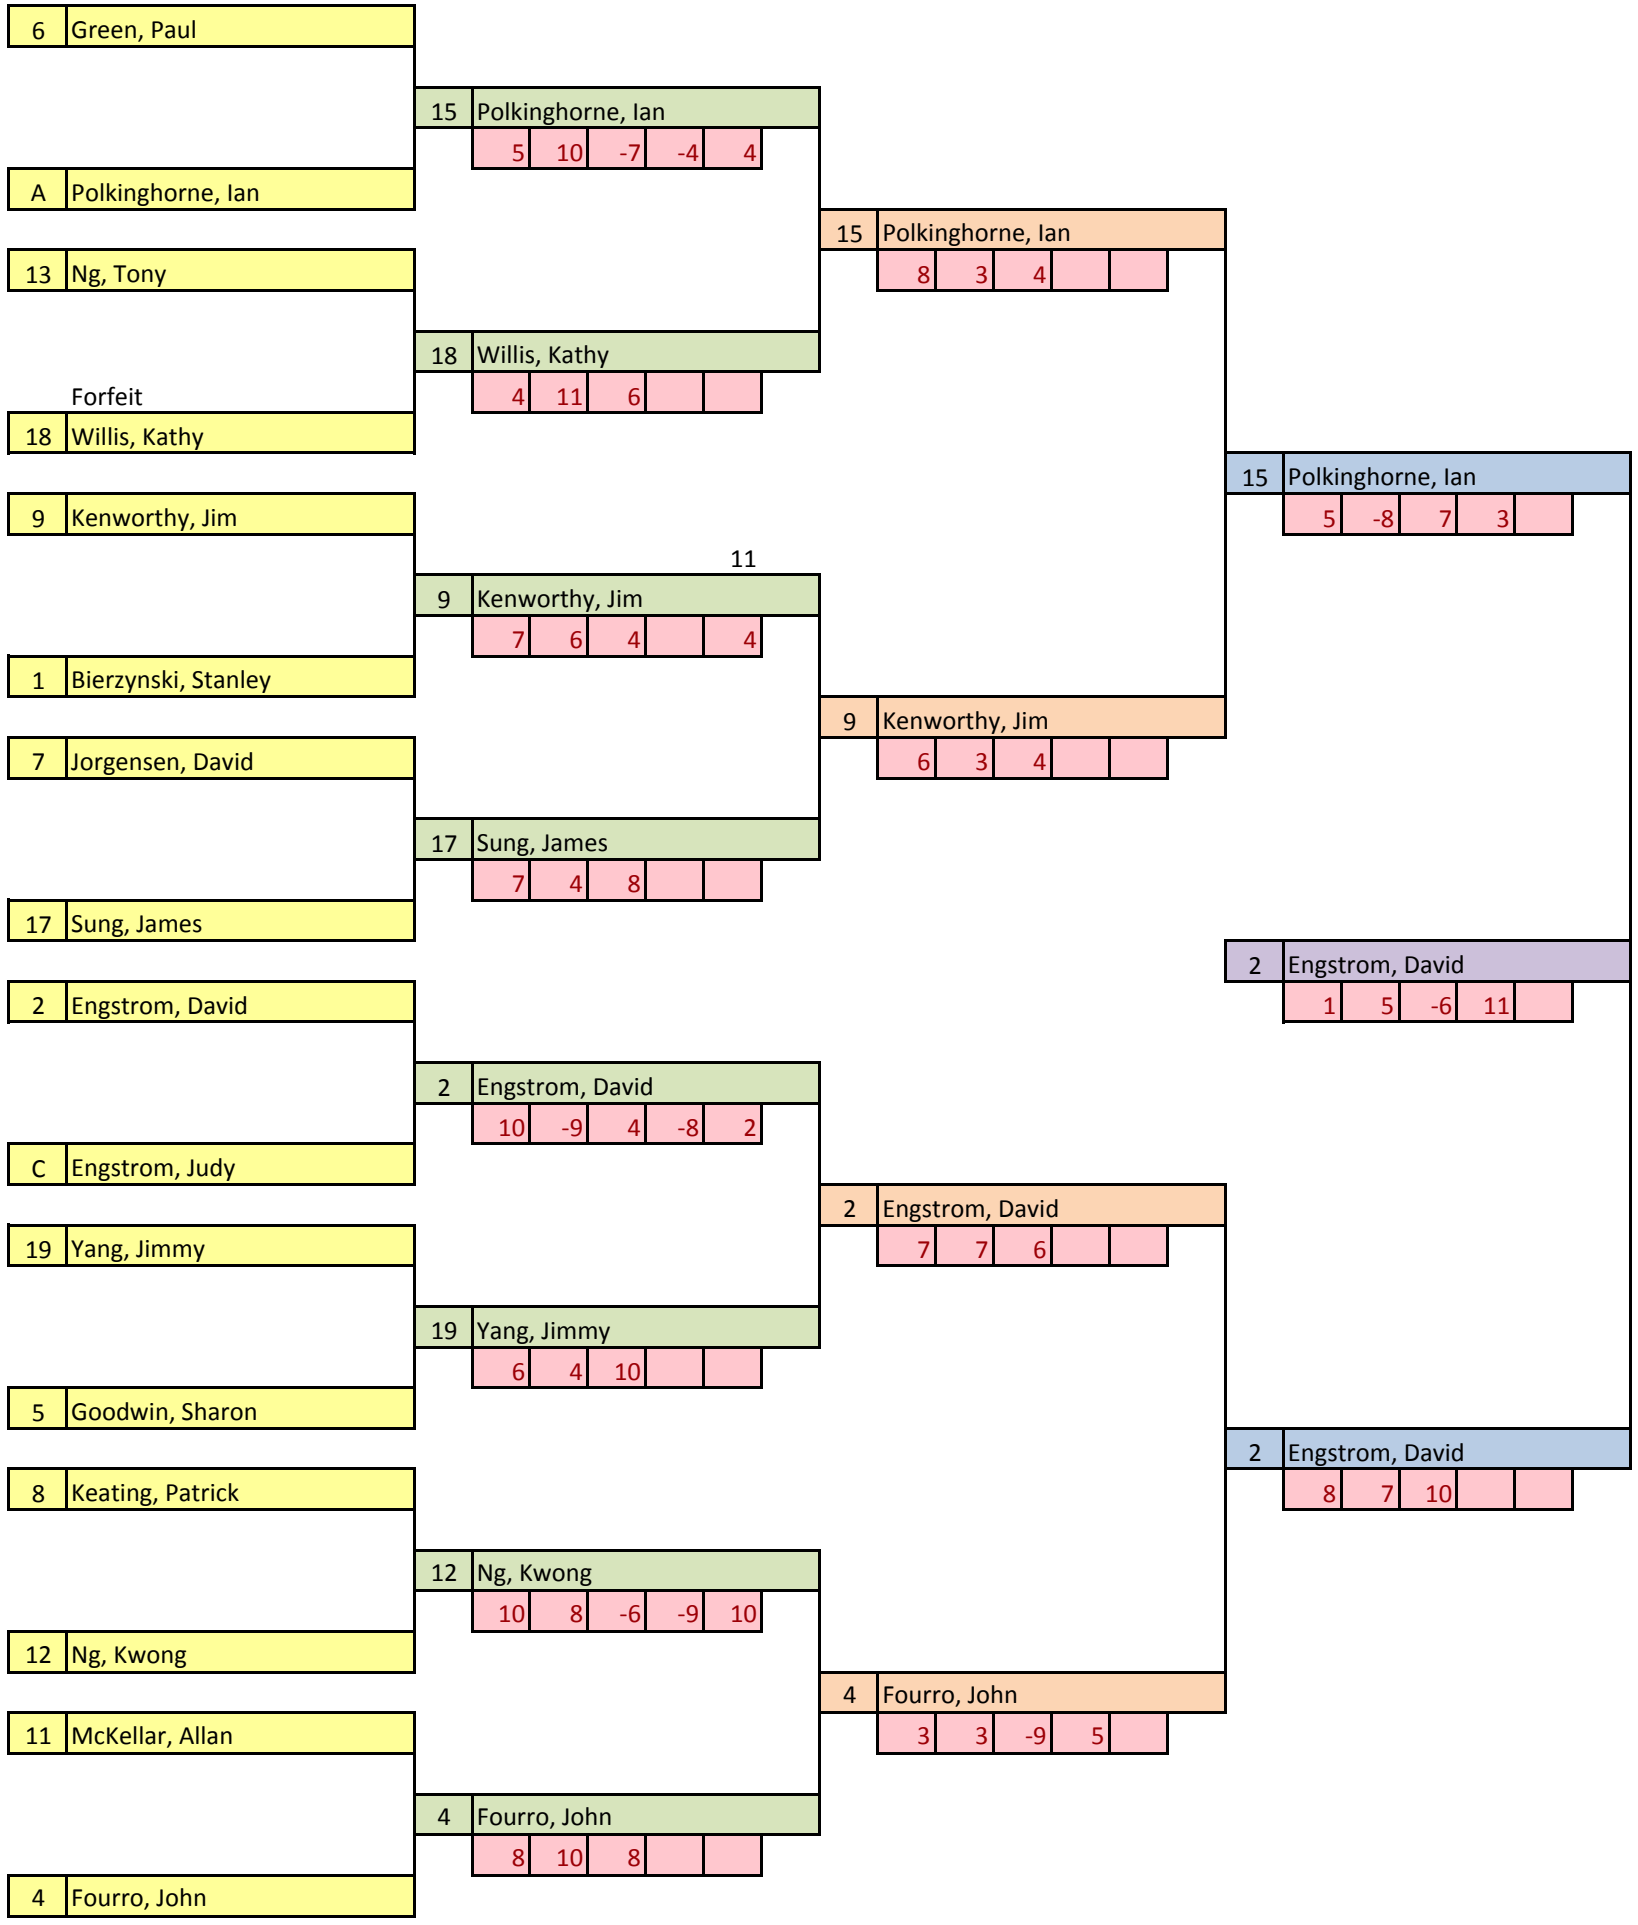 6 Green, Paul
15 Polkinghorne, Ian
5 10 -7 -4 4
A Polkinghorne, Ian
15 Polkinghorne, Ian
13 Ng, Tony
8 3 4
18 Willis, Kathy
Forfeit
4 11 6
18 Willis, Kathy
15 Polkinghorne, Ian
9 Kenworthy, Jim
5 -8 7 3
11
9 Kenworthy, Jim
7 6 4 4
1 Bierzynski, Stanley
9 Kenworthy, Jim
7 Jorgensen, David
6 3 4
17 Sung, James
7 4 8
17 Sung, James
2 Engstrom, David
2 Engstrom, David
1 5 -6 11
2 Engstrom, David
10 -9 4 -8 2
C Engstrom, Judy
2 Engstrom, David
19 Yang, Jimmy
7 7 6
19 Yang, Jimmy
6 4 10
5 Goodwin, Sharon
2 Engstrom, David
8 Keating, Patrick
8 7 10
12 Ng, Kwong
10 8 -6 -9 10
12 Ng, Kwong
4 Fourro, John
11 McKellar, Allan
3 3 -9 5
4 Fourro, John
8 10 8
4 Fourro, John